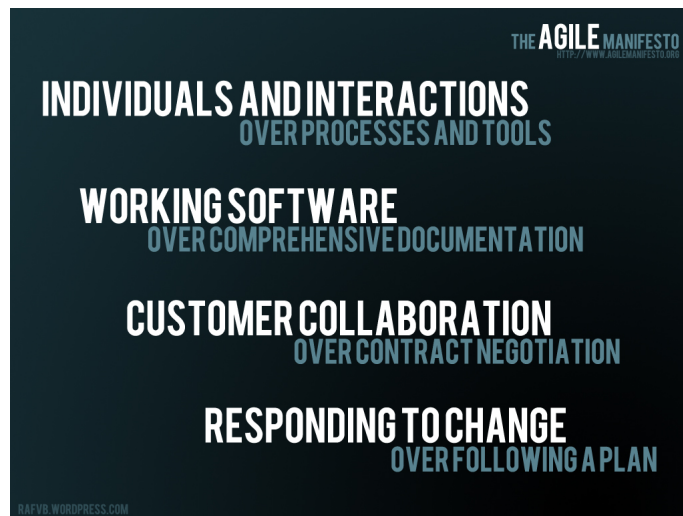 THE AGILE MANIFESTO
HTTP://WWW.AGILEMANIFESTO.ORG
INDIVIDUALS AND INTERACTIONS
OVER PROCESSES AND TOOLS
WORKING SOFTWARE
OVER COMPREHENSIVE DOCUMENTATION
CUSTOMER COLLABORATION
OVER CONTRACT NEGOTIATION
RESPONDING TO CHANGE
OVER FOLLOWING A PLAN
RAFVB.WORDPRESS.COM